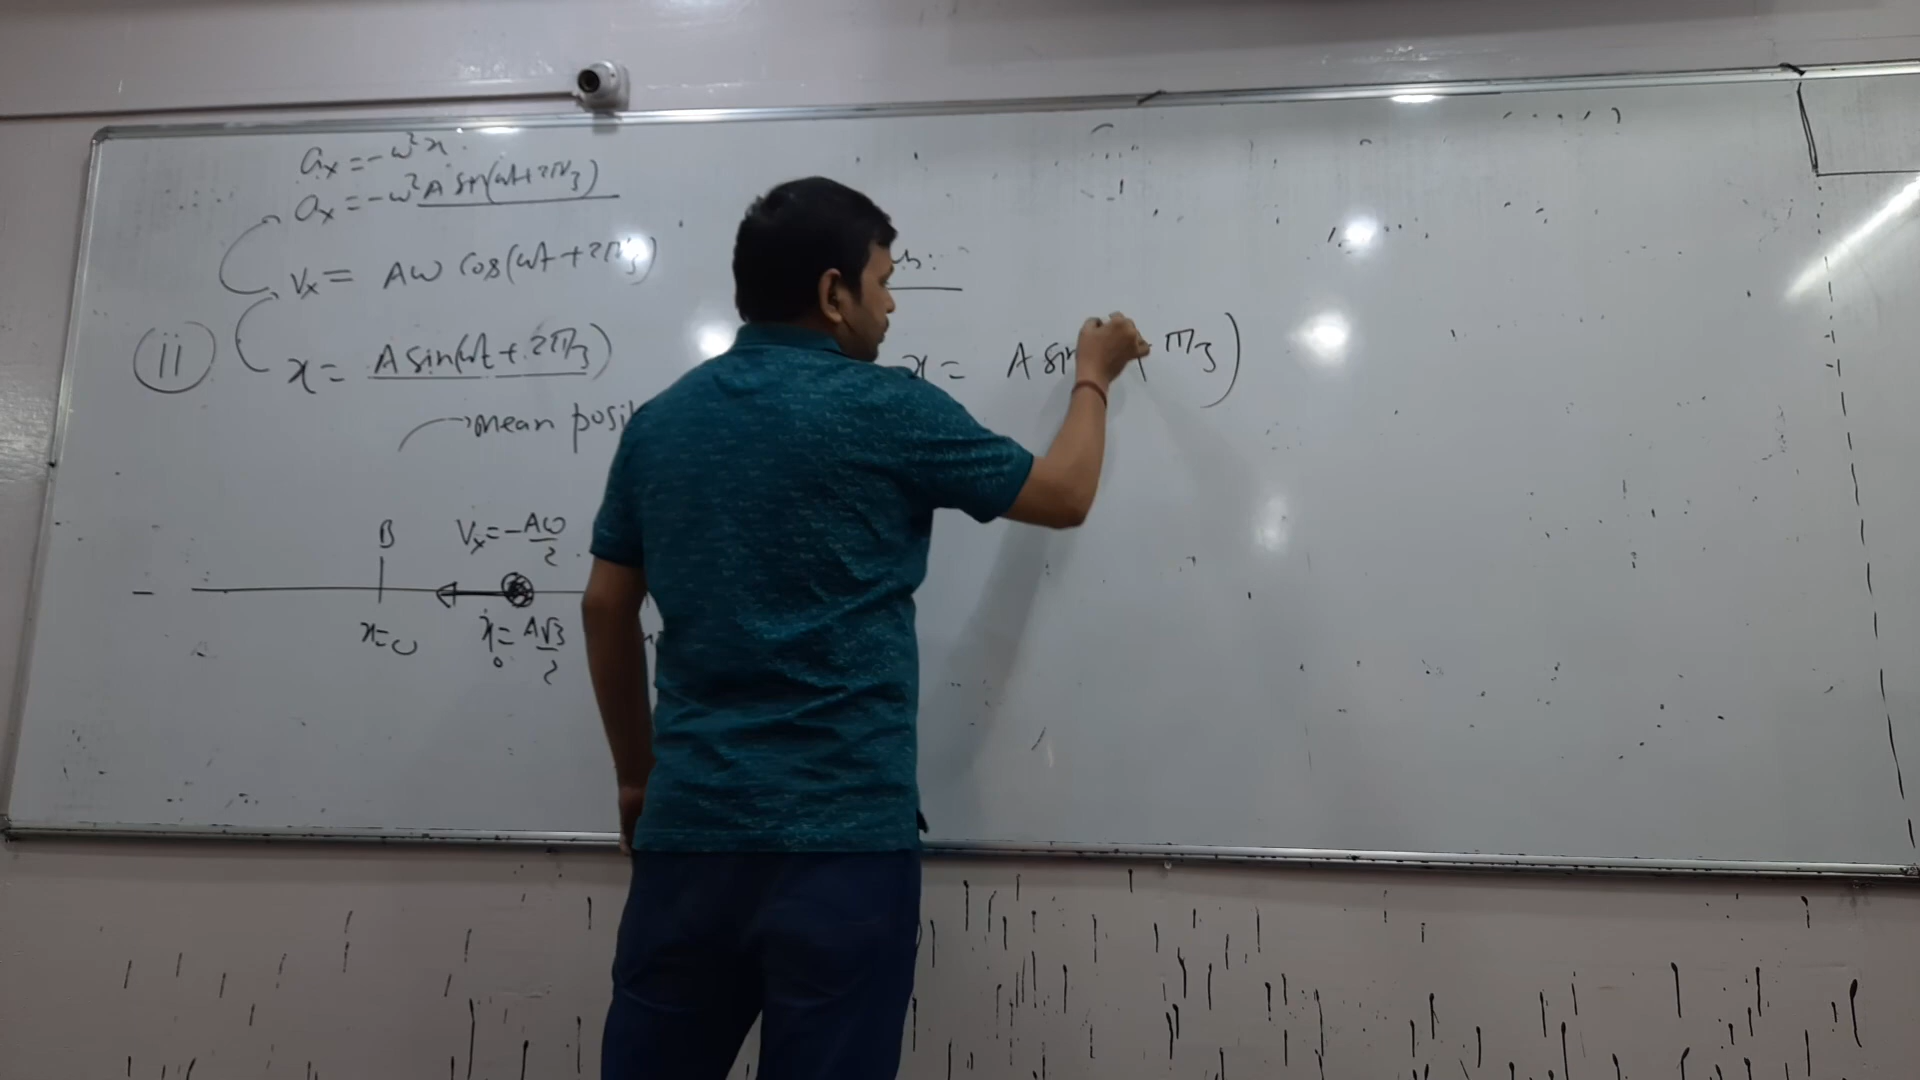 aₓ = -ω²x
aₓ = -ω²A sin(ωt+2π/3)
Vₓ = Aω cos(ωt+2π/3)
(ii) x = A sin(ωt + 2π/3)
mean posi
B
Vₓ = -Aω/2
x=0
x₀ = A√3/2
x = A sin
π/3)